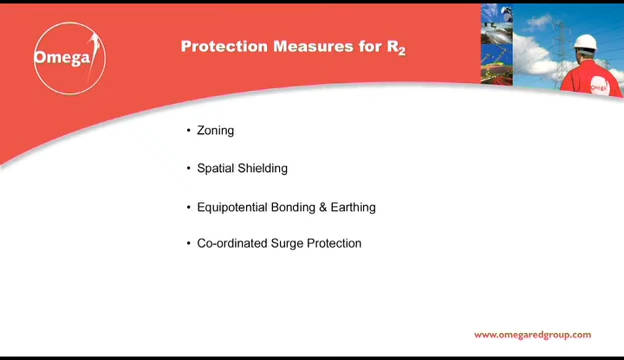 Omega
Protection Measures for R2
• Zoning
• Spatial Shielding
• Equipotential Bonding & Earthing
• Co-ordinated Surge Protection
www.omegaredgroup.com